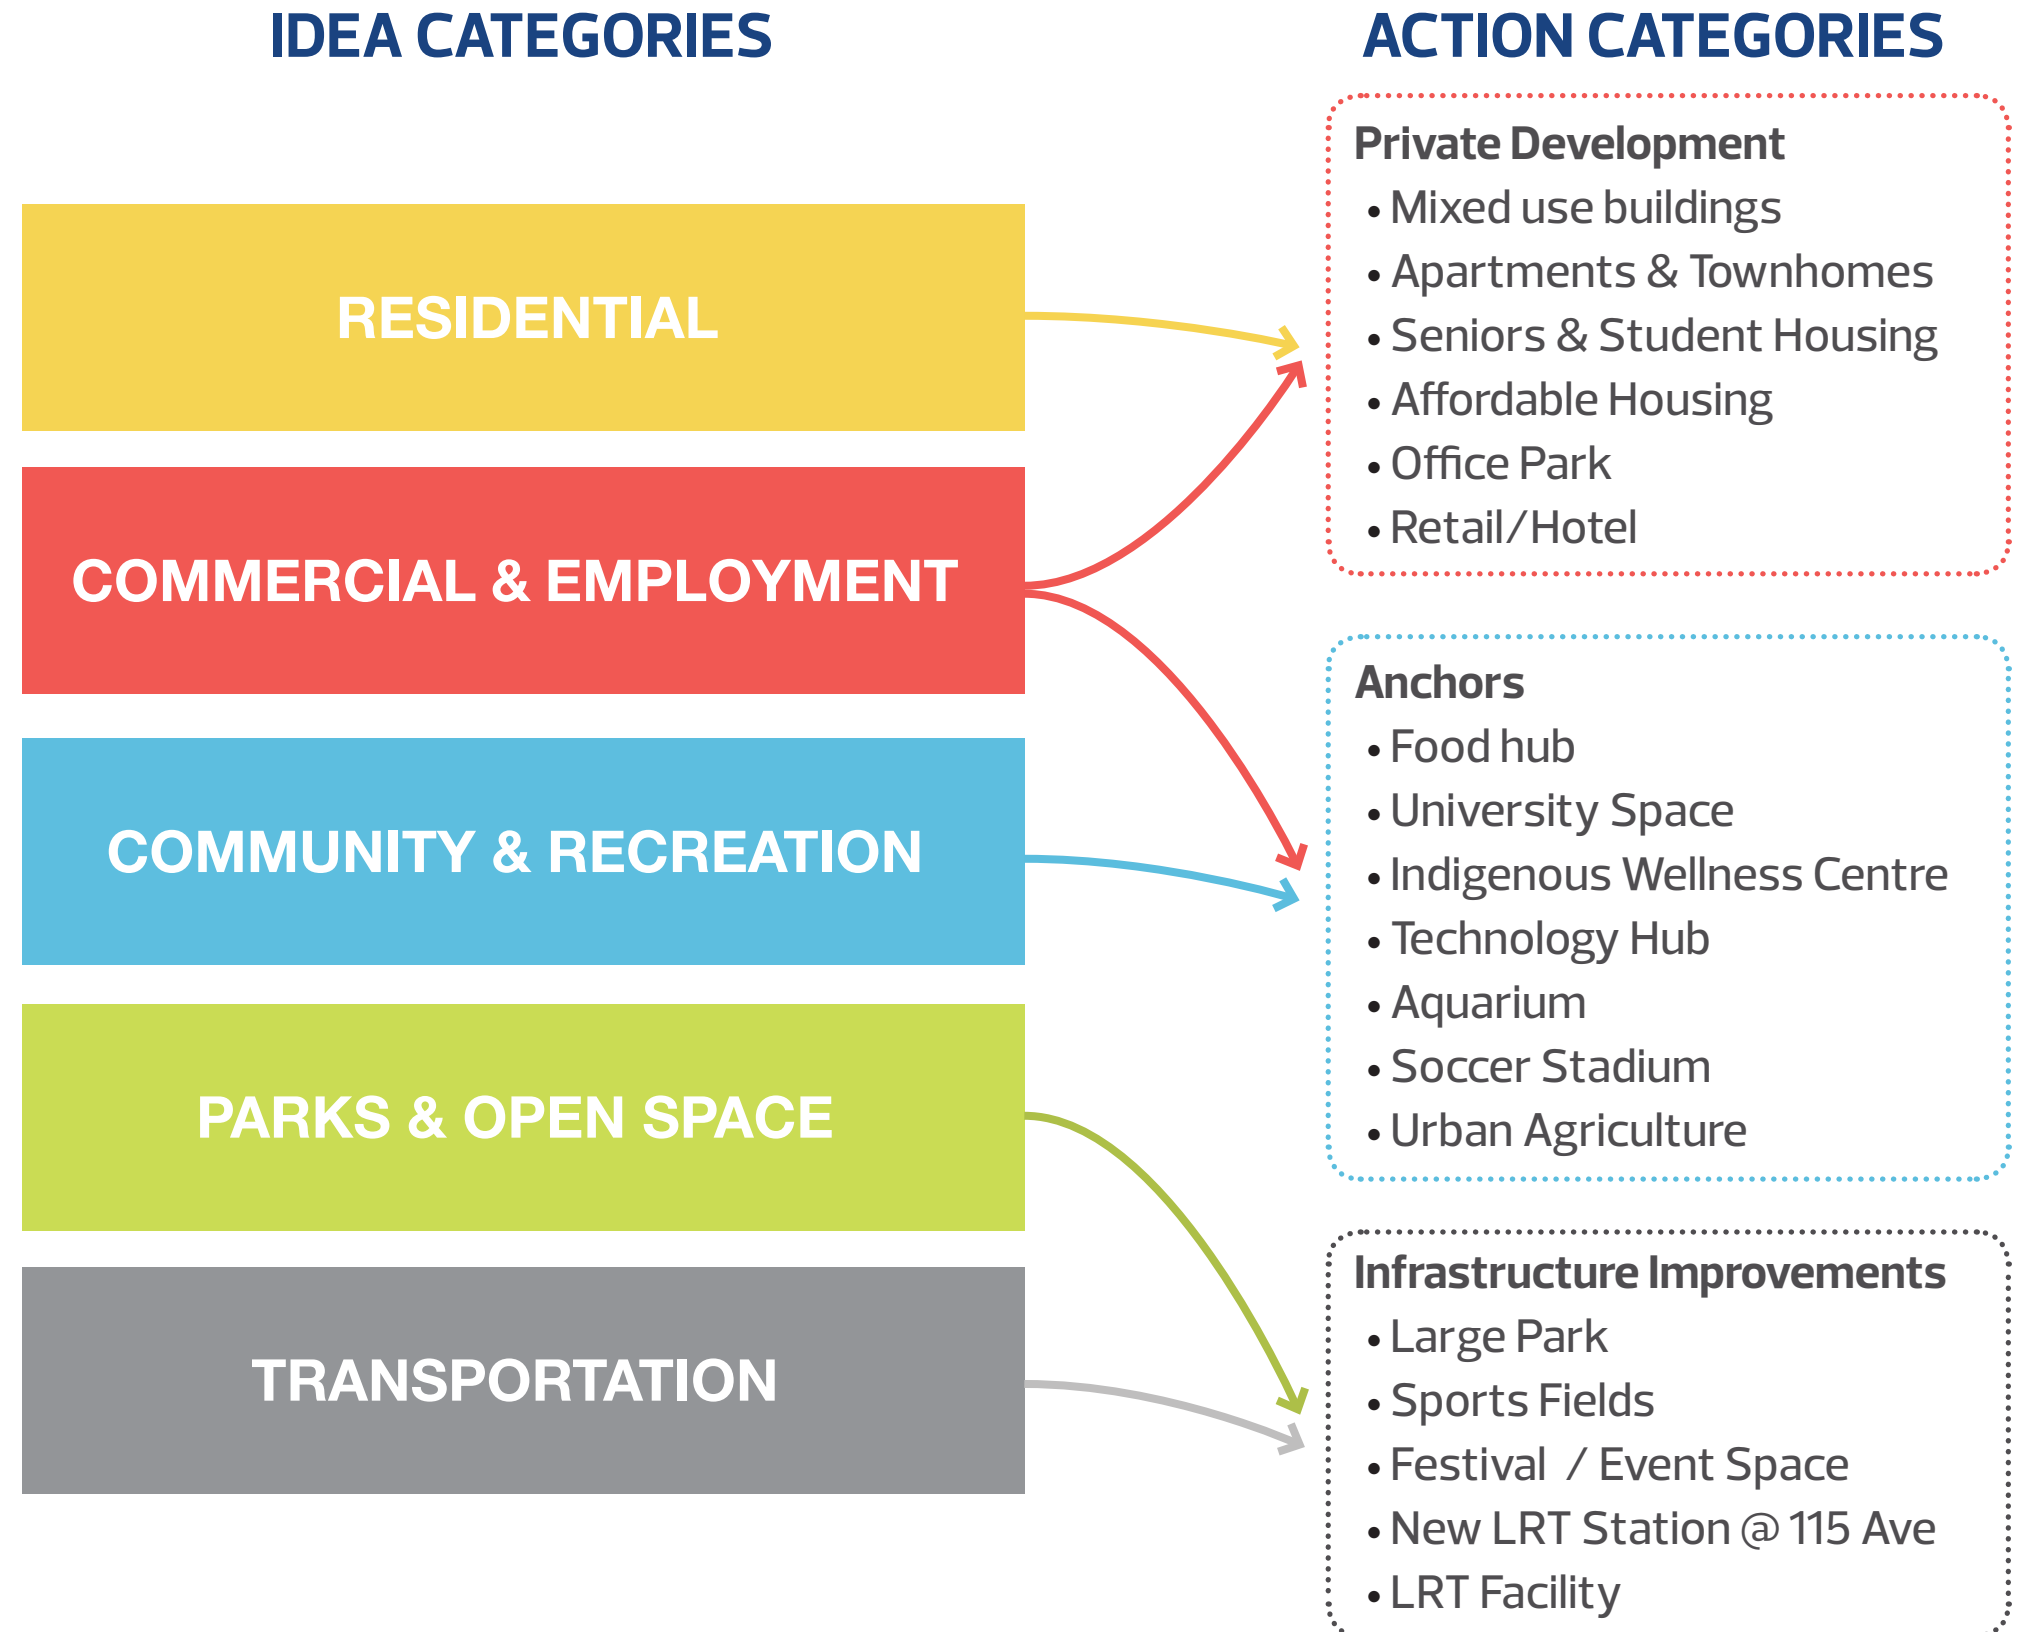 IDEA CATEGORIES
RESIDENTIAL
COMMERCIAL & EMPLOYMENT
COMMUNITY & RECREATION
PARKS & OPEN SPACE
TRANSPORTATION
ACTION CATEGORIES
Private Development
• Mixed use buildings
• Apartments & Townhomes
• Seniors & Student Housing
• Affordable Housing
• Office Park
• Retail/Hotel
Anchors
• Food hub
• University Space
• Indigenous Wellness Centre
• Technology Hub
• Aquarium
• Soccer Stadium
• Urban Agriculture
Infrastructure Improvements
• Large Park
• Sports Fields
• Festival / Event Space
• New LRT Station @ 115 Ave
• LRT Facility